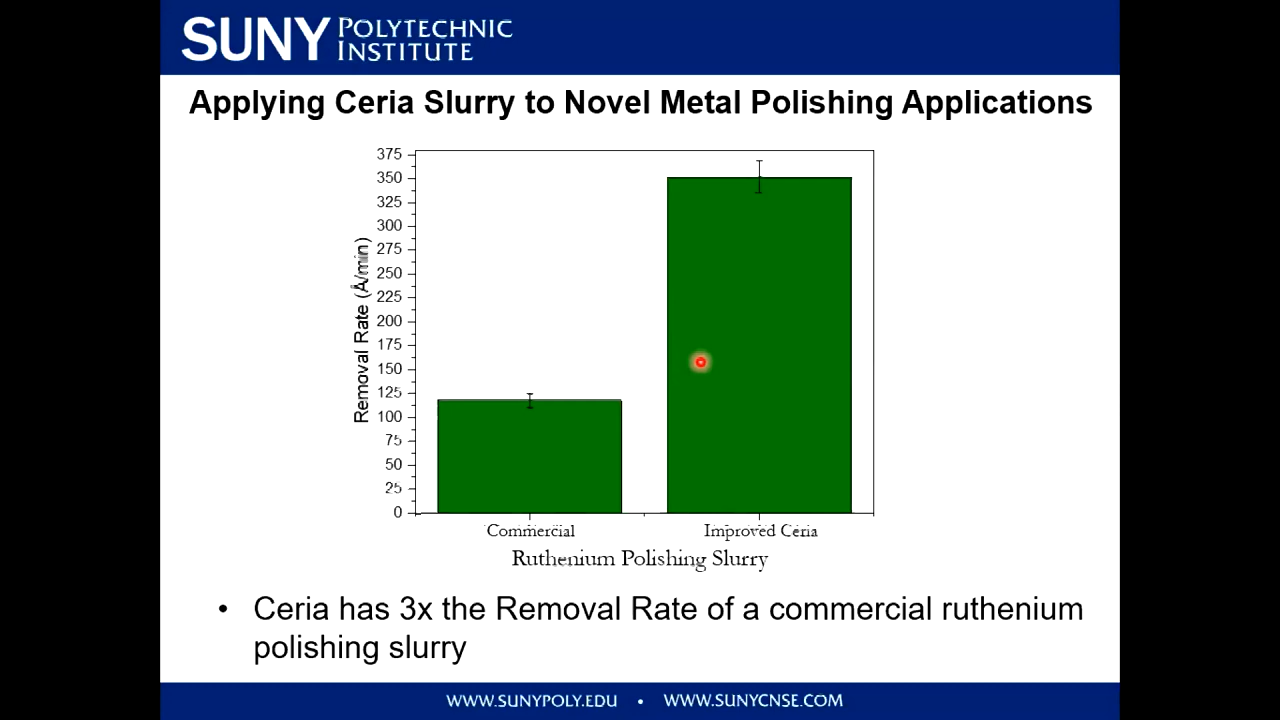 SUNY POLYTECHNIC INSTITUTE
Applying Ceria Slurry to Novel Metal Polishing Applications
375
350
325
300
275
250
225
200
175
150
125
100
75
50
25
0
Removal Rate (Å/min)
Commercial
Improved Ceria
Ruthenium Polishing Slurry
• Ceria has 3x the Removal Rate of a commercial ruthenium
polishing slurry
WWW.SUNYPOLY.EDU • WWW.SUNYCNSE.COM